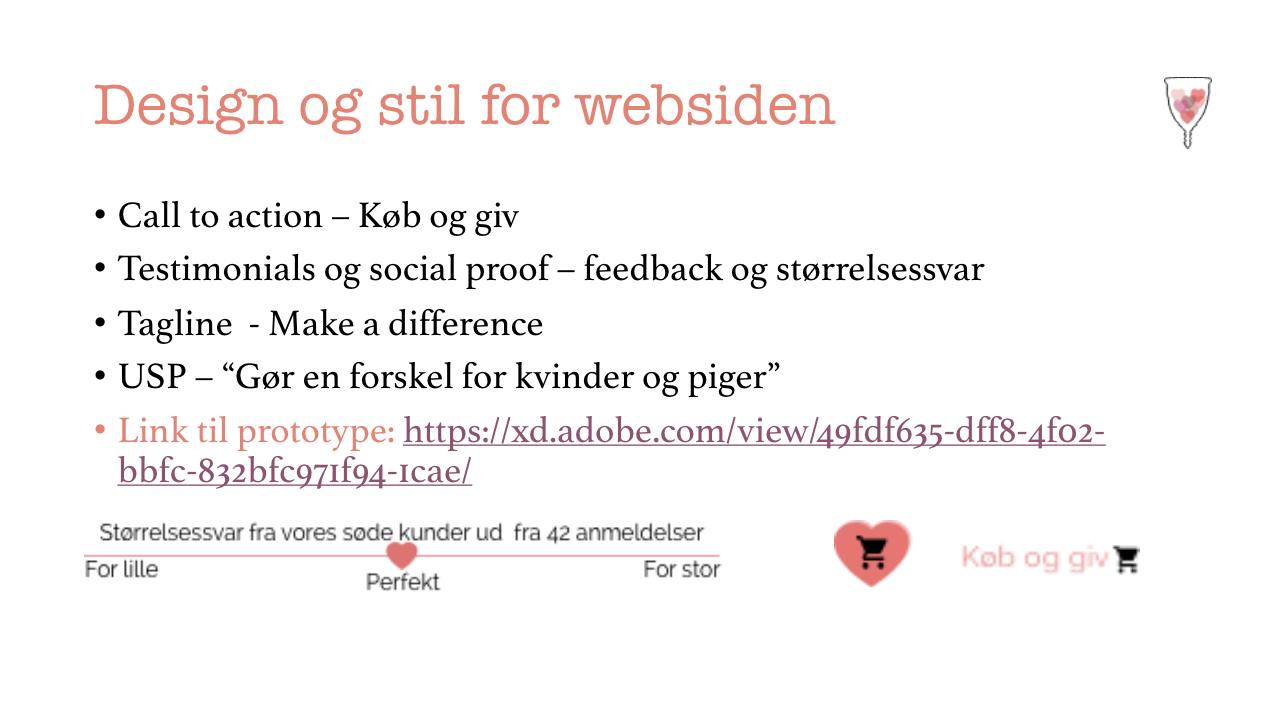 Design og stil for websiden
• Call to action – Køb og giv
• Testimonials og social proof – feedback og størrelsessvar
• Tagline  - Make a difference
• USP – “Gør en forskel for kvinder og piger”
• Link til prototype: https://xd.adobe.com/view/49fdf635-dff8-4f02-
bbfc-832bfc971f94-1cae/
Størrelsessvar fra vores søde kunder ud  fra 42 anmeldelser
For lille
Perfekt
For stor
Køb og giv